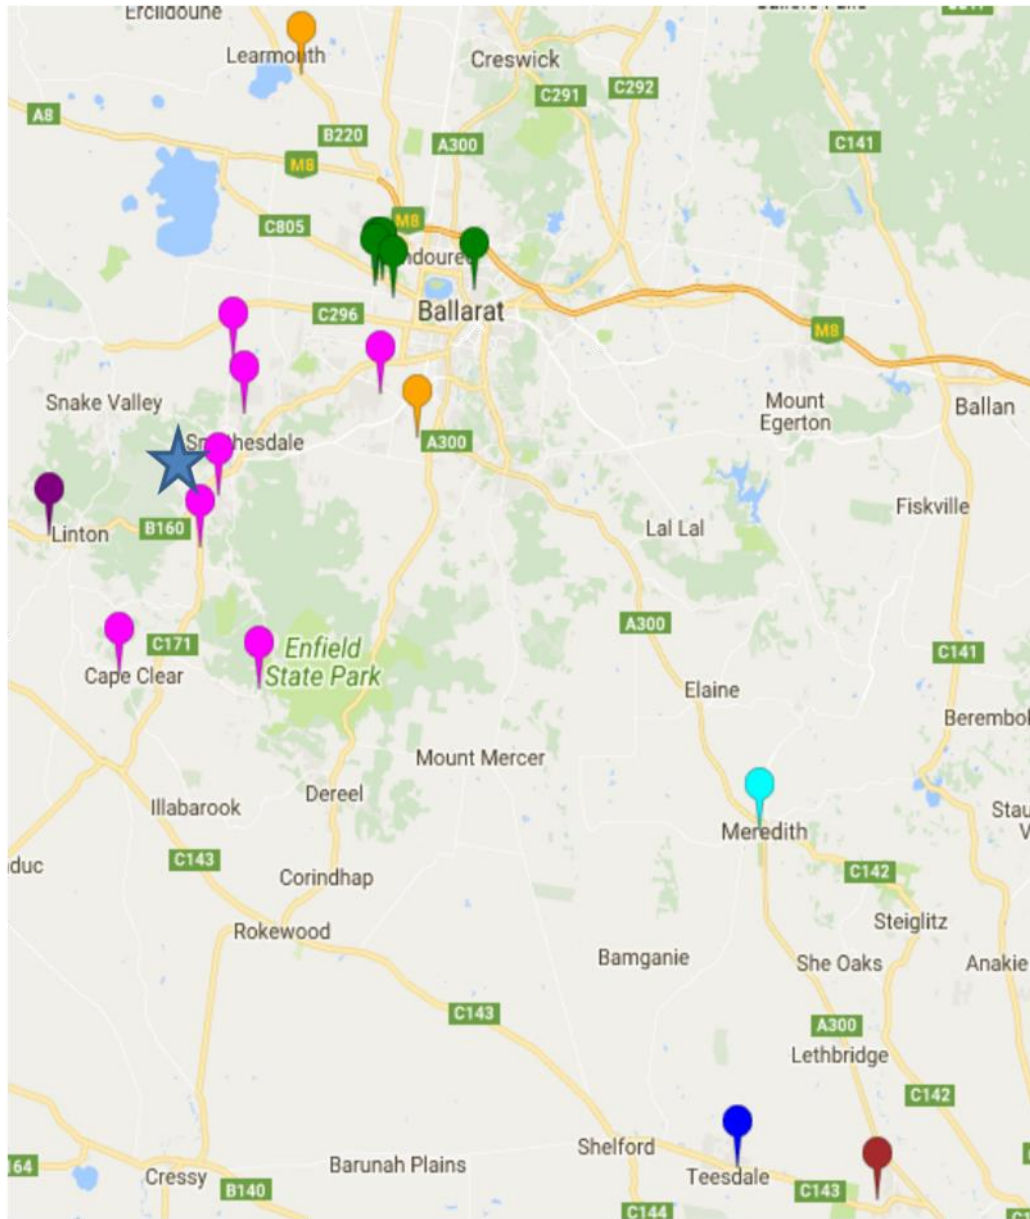 Ercildoune
Learmonth
Creswick
C292
C291
A8
B220
A300
C141
M8
C805
M8
Ballarat
C296
M8
Snake Valley
Mount
Egerton
Ballan
A300
Fiskville
Linton
B160
Lal Lal
A300
C171
Enfield
State Park
C141
Cape Clear
Elaine
Mount Mercer
Dereel
Illabarook
Meredith
C143
C142
Corindhap
Steiglitz
Rokewood
Bamganie
She Oaks
Anakie
C143
A300
Lethbridge
C142
Shelford
Barunah Plains
Cressy
Teesdale
B140
C143
C144